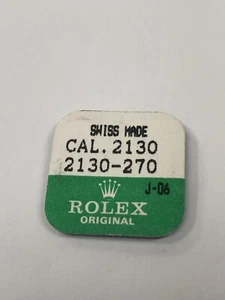 SWISS MADE
CAL. 2130
2130-270
J-06
ROLEX
ORIGINAL